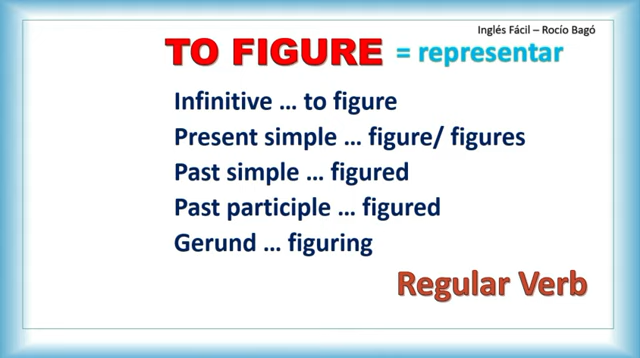 Inglés Fácil – Rocío Bagó
TO FIGURE = representar
Infinitive … to figure
Present simple … figure/ figures
Past simple … figured
Past participle … figured
Gerund … figuring
Regular Verb